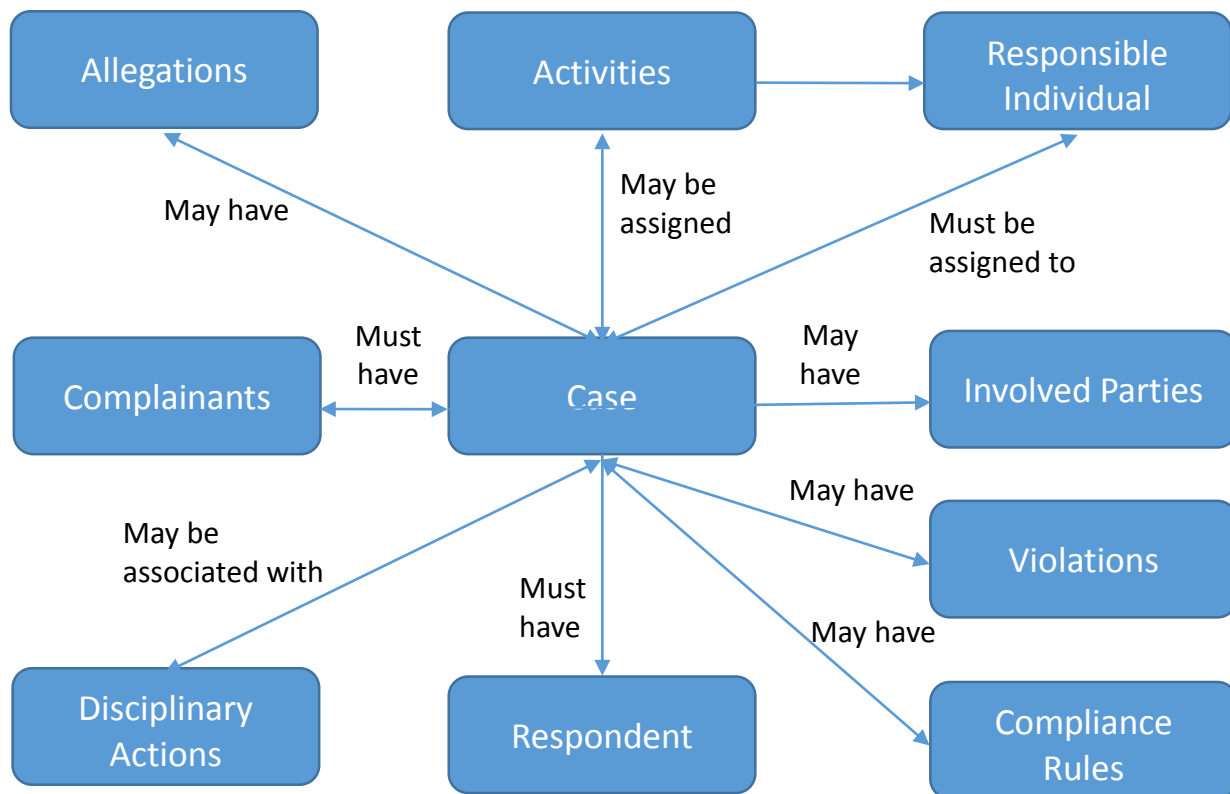 Allegations
Activities
Responsible
Individual
May have
May be
assigned
Must be
assigned to
Complainants
Must
have
Case
May
have
Involved Parties
May have
Violations
May be
associated with
Must
have
May have
Disciplinary
Actions
Respondent
Compliance
Rules